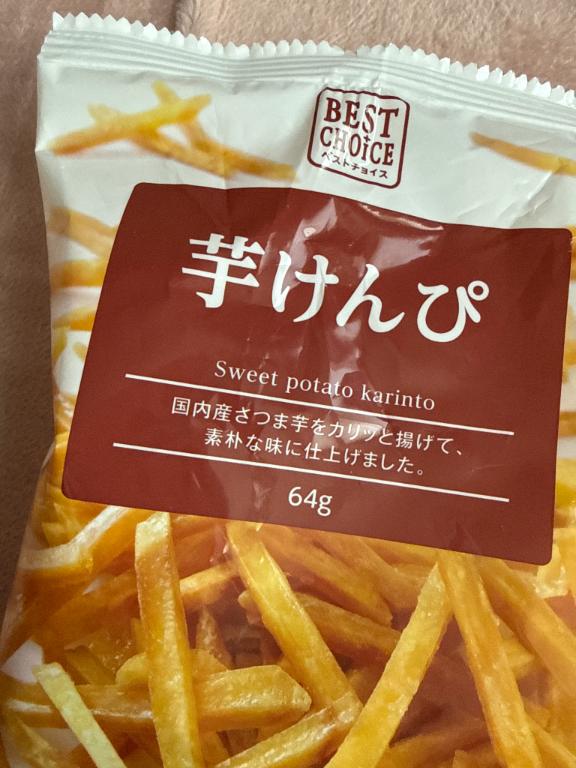 BEST
CHOiCE
ベストチョイス
芋けんぴ
Sweet potato karinto
国内産さつま芋をカリッと揚げて、
素朴な味に仕上げました。
64g